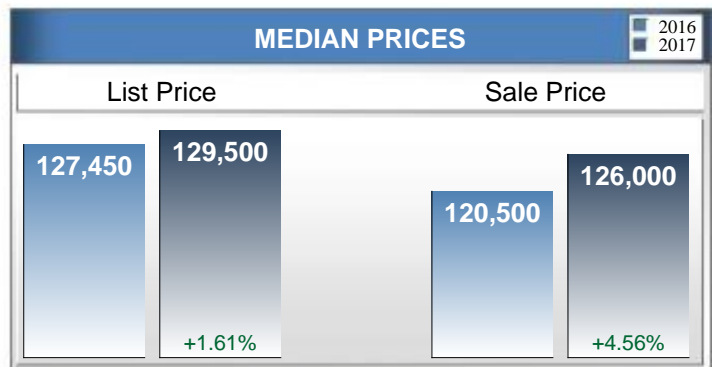 MEDIAN PRICES
2016
2017
List Price
Sale Price
127,450
129,500
120,500
126,000
+1.61%
+4.56%